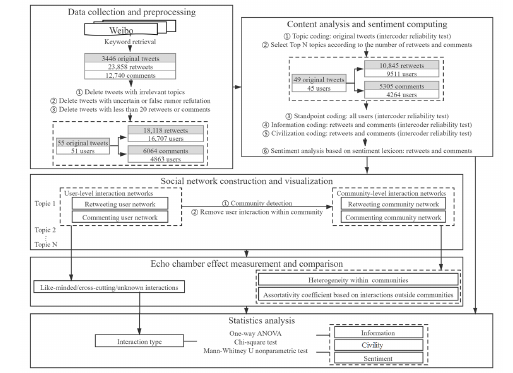 Data collection and preprocessing
Weibo
Keyword retrieval
3446 original tweets
23,858 retweets
12,740 comments
① Delete tweets with irrelevant topics
② Delete tweets with uncertain or false rumor refutation
③ Delete tweets with less than 20 retweets or comments
55 original tweets
51 users
18,118 retweets
16,707 users
6064 comments
4863 users
Content analysis and sentiment computing
① Topic coding: original tweets (intercoder reliability test)
② Select Top N topics according to the number of retweets and comments
49 original tweets
45 users
10,845 retweets
9511 users
5305 comments
4264 users
③ Standpoint coding: all users (intercoder reliability test)
④ Information coding: retweets and comments (intercoder reliability test)
⑤ Civilization coding: retweets and comments (intercoder reliability test)
⑥ Sentiment analysis based on sentiment lexicon: retweets and comments
Social network construction and visualization
User-level interaction networks
Topic 1
Retweeting user network
Commenting user network
Topic 2
⋮
Topic N
① Community detection
② Remove user interaction within community
Community-level interaction networks
Retweeting community network
Commenting community network
Echo chamber effect measurement and comparison
Like-minded/cross-cutting/unknown interactions
Heterogeneity within communities
Assortativity coefficient based on interactions outside communities
Statistics analysis
Interaction type
One-way ANOVA
Chi-square test
Mann-Whitney U nonparametric test
Information
Civility
Sentiment